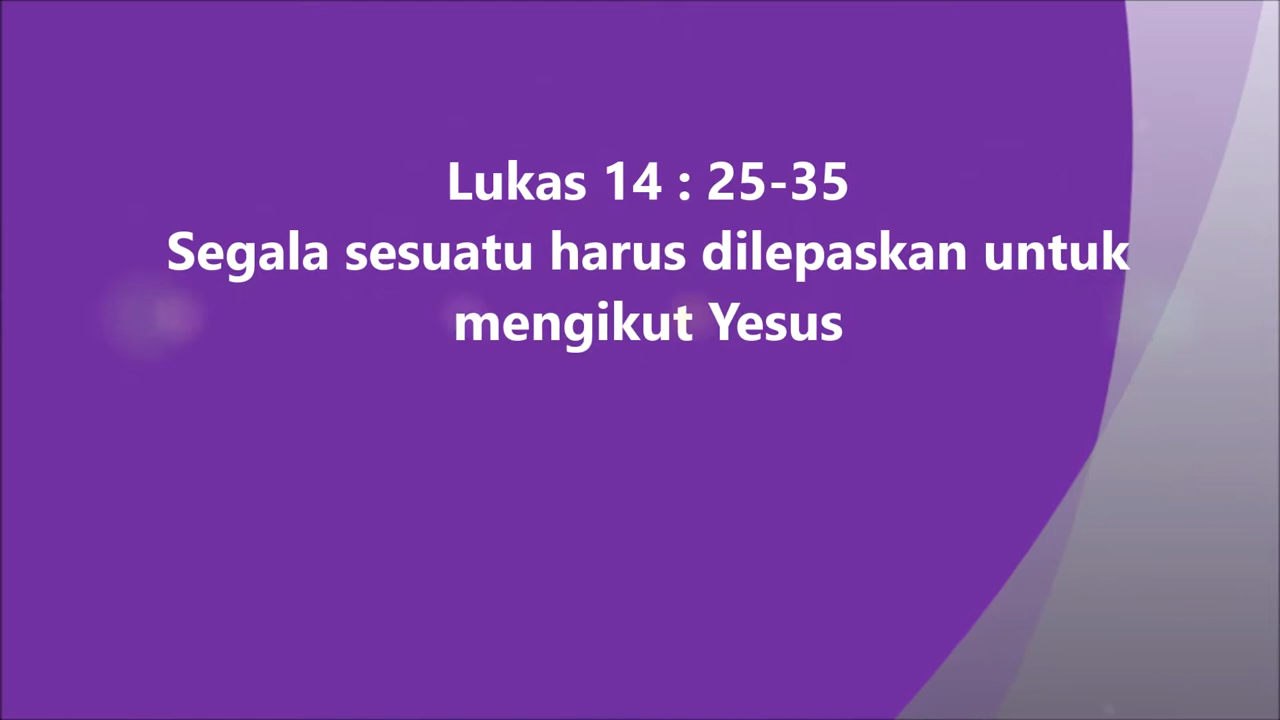 Lukas 14 : 25-35
Segala sesuatu harus dilepaskan untuk
mengikut Yesus